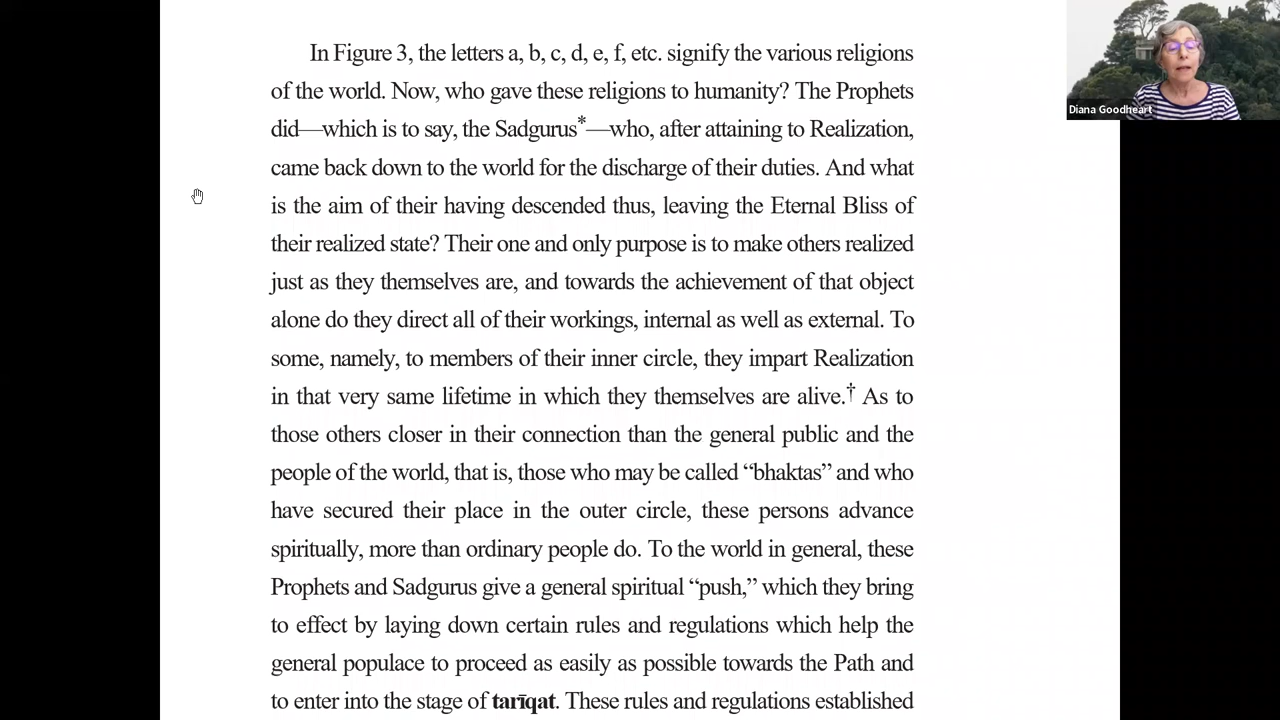 In Figure 3, the letters a, b, c, d, e, f, etc. signify the various religions
of the world. Now, who gave these religions to humanity? The Prophets
did—which is to say, the Sadgurus*—who, after attaining to Realization,
came back down to the world for the discharge of their duties. And what
is the aim of their having descended thus, leaving the Eternal Bliss of
their realized state? Their one and only purpose is to make others realized
just as they themselves are, and towards the achievement of that object
alone do they direct all of their workings, internal as well as external. To
some, namely, to members of their inner circle, they impart Realization
in that very same lifetime in which they themselves are alive.† As to
those others closer in their connection than the general public and the
people of the world, that is, those who may be called “bhaktas” and who
have secured their place in the outer circle, these persons advance
spiritually, more than ordinary people do. To the world in general, these
Prophets and Sadgurus give a general spiritual “push,” which they bring
to effect by laying down certain rules and regulations which help the
general populace to proceed as easily as possible towards the Path and
to enter into the stage of tarīqat. These rules and regulations established
Diana Goodheart